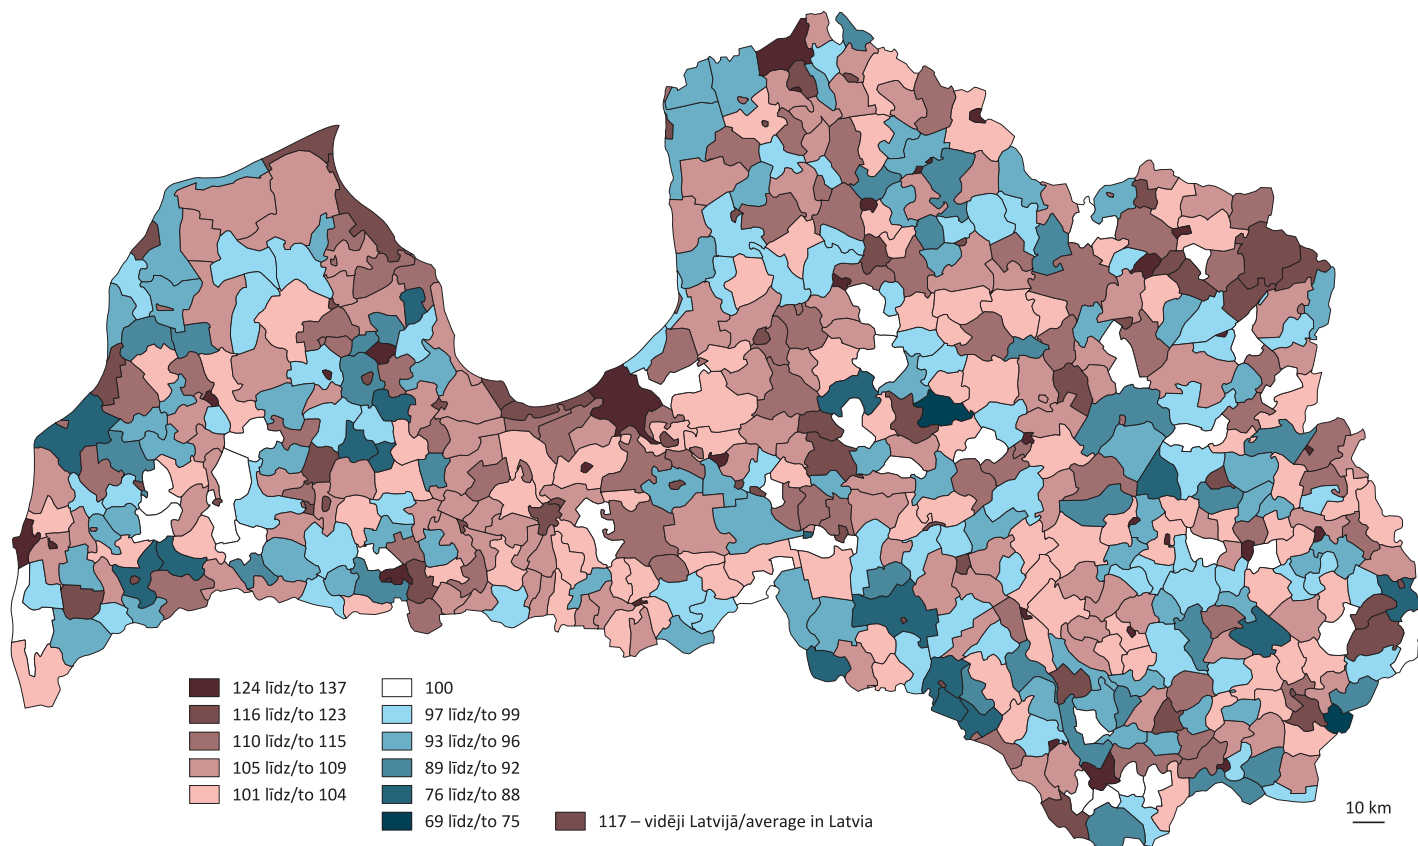 124 līdz/to 137
116 līdz/to 123
110 līdz/to 115
105 līdz/to 109
101 līdz/to 104
100
97 līdz/to 99
93 līdz/to 96
89 līdz/to 92
76 līdz/to 88
69 līdz/to 75
117 – vidēji Latvijā/average in Latvia
10 km